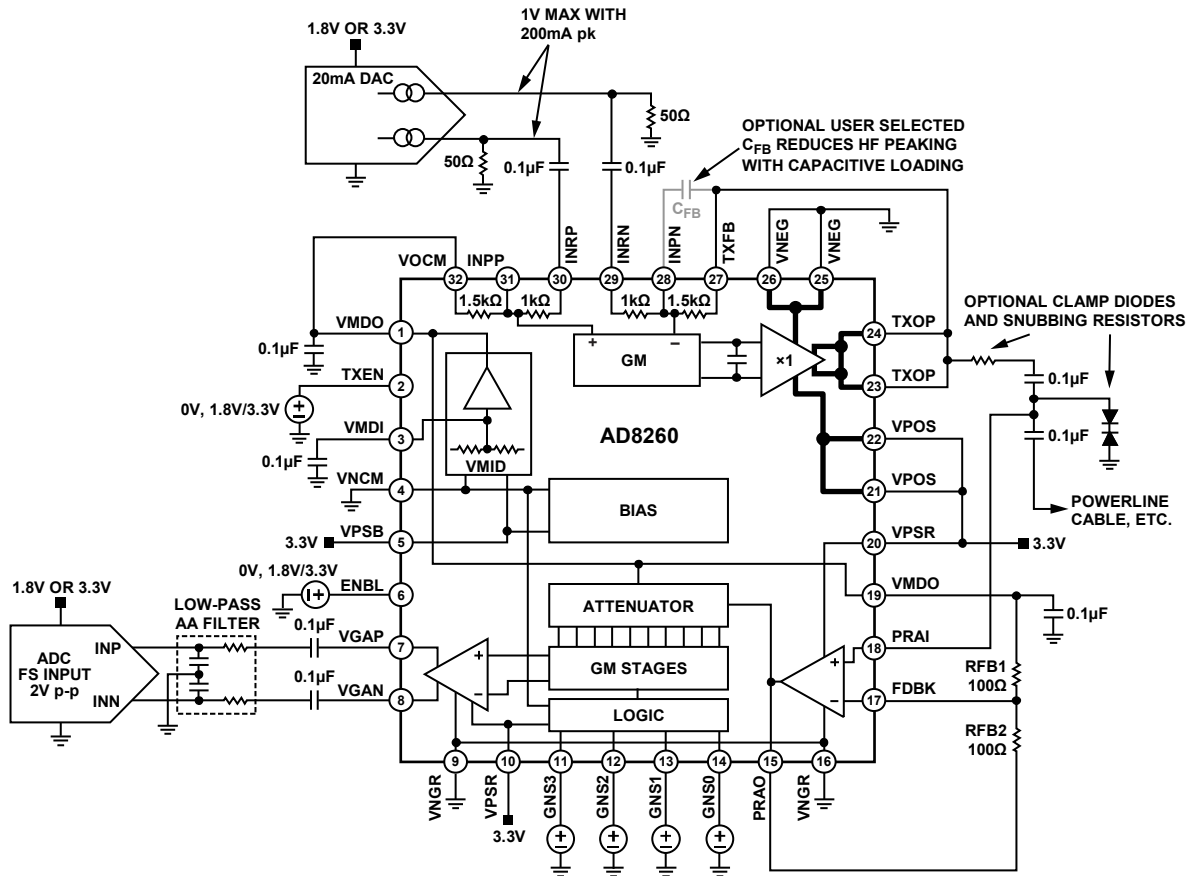 1V MAX WITH
200mA pk
1.8V OR 3.3V
20mA DAC
50Ω
50Ω
0.1µF
0.1µF
OPTIONAL USER SELECTED
CFB REDUCES HF PEAKING
WITH CAPACITIVE LOADING
CFB
INRP
INRN
INPN
TXFB
VNEG
VNEG
VOCM
INPP
32
31
30
29
28
27
26
25
1.5kΩ
1kΩ
1kΩ
1.5kΩ
VMDO
1
0.1µF
TXEN
2
0V, 1.8V/3.3V
VMDI
3
0.1µF
VNCM
4
VPSB
5
3.3V
0V, 1.8V/3.3V
ENBL
6
+
–
GM
×1
VMID
AD8260
BIAS
24
TXOP
23
TXOP
22
VPOS
21
VPOS
20
VPSR
3.3V
19
VMDO
0.1µF
18
PRAI
17
FDBK
RFB1
100Ω
RFB2
100Ω
OPTIONAL CLAMP DIODES
AND SNUBBING RESISTORS
0.1µF
0.1µF
POWERLINE
CABLE, ETC.
1.8V OR 3.3V
ADC
FS INPUT
2V p-p
INP
INN
LOW-PASS
AA FILTER
0.1µF
0.1µF
VGAP
7
VGAN
8
+
–
ATTENUATOR
GM STAGES
LOGIC
+
–
9
10
11
12
13
14
15
16
VNGR
VPSR
GNS3
GNS2
GNS1
GNS0
PRAO
VNGR
3.3V